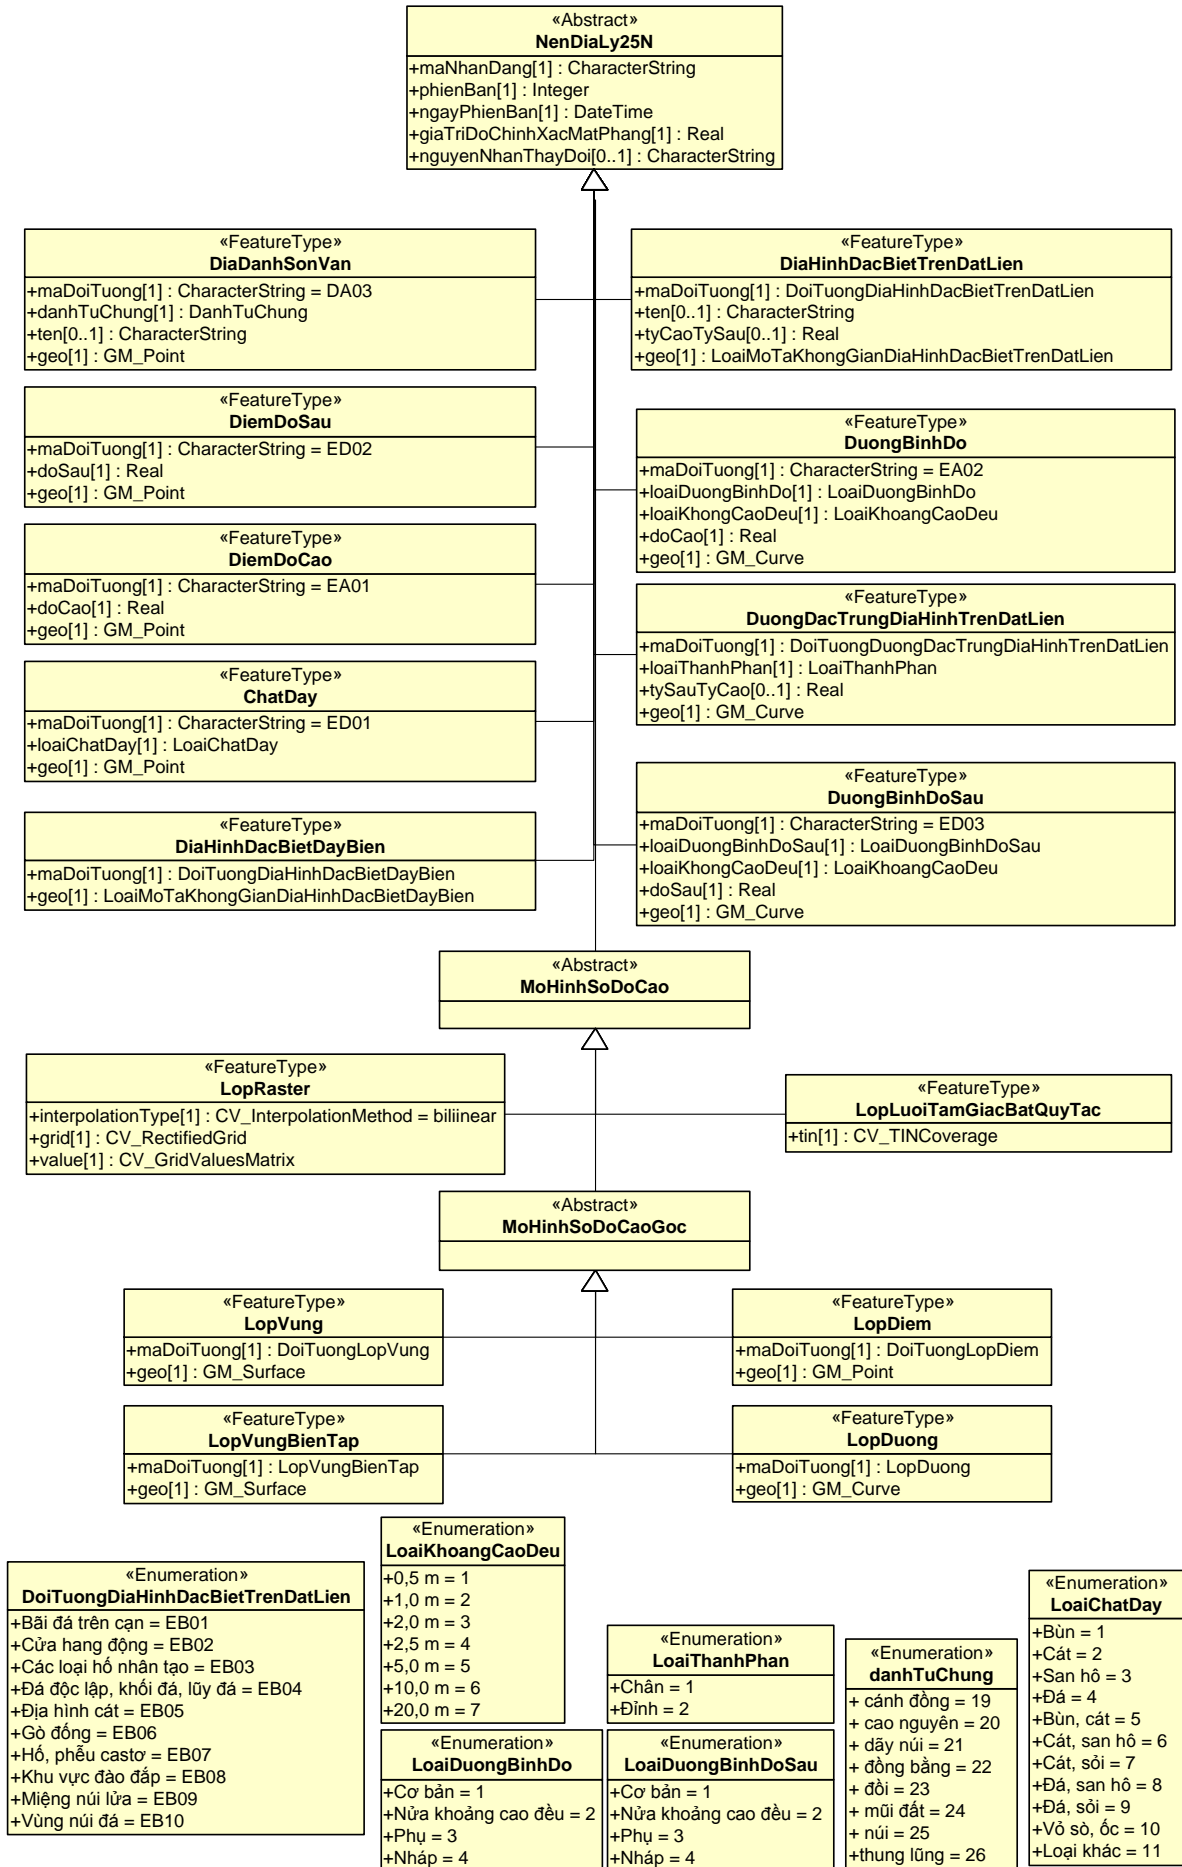 «Abstract»
NenDiaLy25N
+maNhanDang[1] : CharacterString
+phienBan[1] : Integer
+ngayPhienBan[1] : DateTime
+giaTriDoChinhXacMatPhang[1] : Real
+nguyenNhanThayDoi[0..1] : CharacterString
«FeatureType»
DiaDanhSonVan
+maDoiTuong[1] : CharacterString = DA03
+danhTuChung[1] : DanhTuChung
+ten[0..1] : CharacterString
+geo[1] : GM_Point
«FeatureType»
DiaHinhDacBietTrenDatLien
+maDoiTuong[1] : DoiTuongDiaHinhDacBietTrenDatLien
+ten[0..1] : CharacterString
+tyCaoTySau[0..1] : Real
+geo[1] : LoaiMoTaKhongGianDiaHinhDacBietTrenDatLien
«FeatureType»
DiemDoSau
+maDoiTuong[1] : CharacterString = ED02
+doSau[1] : Real
+geo[1] : GM_Point
«FeatureType»
DuongBinhDo
+maDoiTuong[1] : CharacterString = EA02
+loaiDuongBinhDo[1] : LoaiDuongBinhDo
+loaiKhongCaoDeu[1] : LoaiKhoangCaoDeu
+doCao[1] : Real
+geo[1] : GM_Curve
«FeatureType»
DiemDoCao
+maDoiTuong[1] : CharacterString = EA01
+doCao[1] : Real
+geo[1] : GM_Point
«FeatureType»
DuongDacTrungDiaHinhTrenDatLien
+maDoiTuong[1] : DoiTuongDuongDacTrungDiaHinhTrenDatLien
+loaiThanhPhan[1] : LoaiThanhPhan
+tySauTyCao[0..1] : Real
+geo[1] : GM_Curve
«FeatureType»
ChatDay
+maDoiTuong[1] : CharacterString = ED01
+loaiChatDay[1] : LoaiChatDay
+geo[1] : GM_Point
«FeatureType»
DuongBinhDoSau
+maDoiTuong[1] : CharacterString = ED03
+loaiDuongBinhDoSau[1] : LoaiDuongBinhDoSau
+loaiKhongCaoDeu[1] : LoaiKhoangCaoDeu
+doSau[1] : Real
+geo[1] : GM_Curve
«FeatureType»
DiaHinhDacBietDayBien
+maDoiTuong[1] : DoiTuongDiaHinhDacBietDayBien
+geo[1] : LoaiMoTaKhongGianDiaHinhDacBietDayBien
«Abstract»
MoHinhSoDoCao
«FeatureType»
LopRaster
+interpolationType[1] : CV_InterpolationMethod = biliinear
+grid[1] : CV_RectifiedGrid
+value[1] : CV_GridValuesMatrix
«FeatureType»
LopLuoiTamGiacBatQuyTac
+tin[1] : CV_TINCoverage
«Abstract»
MoHinhSoDoCaoGoc
«FeatureType»
LopVung
+maDoiTuong[1] : DoiTuongLopVung
+geo[1] : GM_Surface
«FeatureType»
LopDiem
+maDoiTuong[1] : DoiTuongLopDiem
+geo[1] : GM_Point
«FeatureType»
LopVungBienTap
+maDoiTuong[1] : LopVungBienTap
+geo[1] : GM_Surface
«FeatureType»
LopDuong
+maDoiTuong[1] : LopDuong
+geo[1] : GM_Curve
«Enumeration»
DoiTuongDiaHinhDacBietTrenDatLien
+Bãi đá trên cạn = EB01
+Cửa hang động = EB02
+Các loại hố nhân tạo = EB03
+Đá độc lập, khối đá, lũy đá = EB04
+Địa hình cát = EB05
+Gò đống = EB06
+Hố, phễu castơ = EB07
+Khu vực đào đắp = EB08
+Miệng núi lửa = EB09
+Vùng núi đá = EB10
«Enumeration»
LoaiKhoangCaoDeu
+0,5 m = 1
+1,0 m = 2
+2,0 m = 3
+2,5 m = 4
+5,0 m = 5
+10,0 m = 6
+20,0 m = 7
«Enumeration»
LoaiDuongBinhDo
+Cơ bản = 1
+Nửa khoảng cao đều = 2
+Phụ = 3
+Nháp = 4
«Enumeration»
LoaiThanhPhan
+Chân = 1
+Đỉnh = 2
«Enumeration»
LoaiDuongBinhDoSau
+Cơ bản = 1
+Nửa khoảng cao đều = 2
+Phụ = 3
+Nháp = 4
«Enumeration»
danhTuChung
+ cánh đồng = 19
+ cao nguyên = 20
+ dãy núi = 21
+ đồng bằng = 22
+ đồi = 23
+ mũi đất = 24
+ núi = 25
+thung lũng = 26
«Enumeration»
LoaiChatDay
+Bùn = 1
+Cát = 2
+San hô = 3
+Đá = 4
+Bùn, cát = 5
+Cát, san hô = 6
+Cát, sỏi = 7
+Đá, san hô = 8
+Đá, sỏi = 9
+Vỏ sò, ốc = 10
+Loại khác = 11